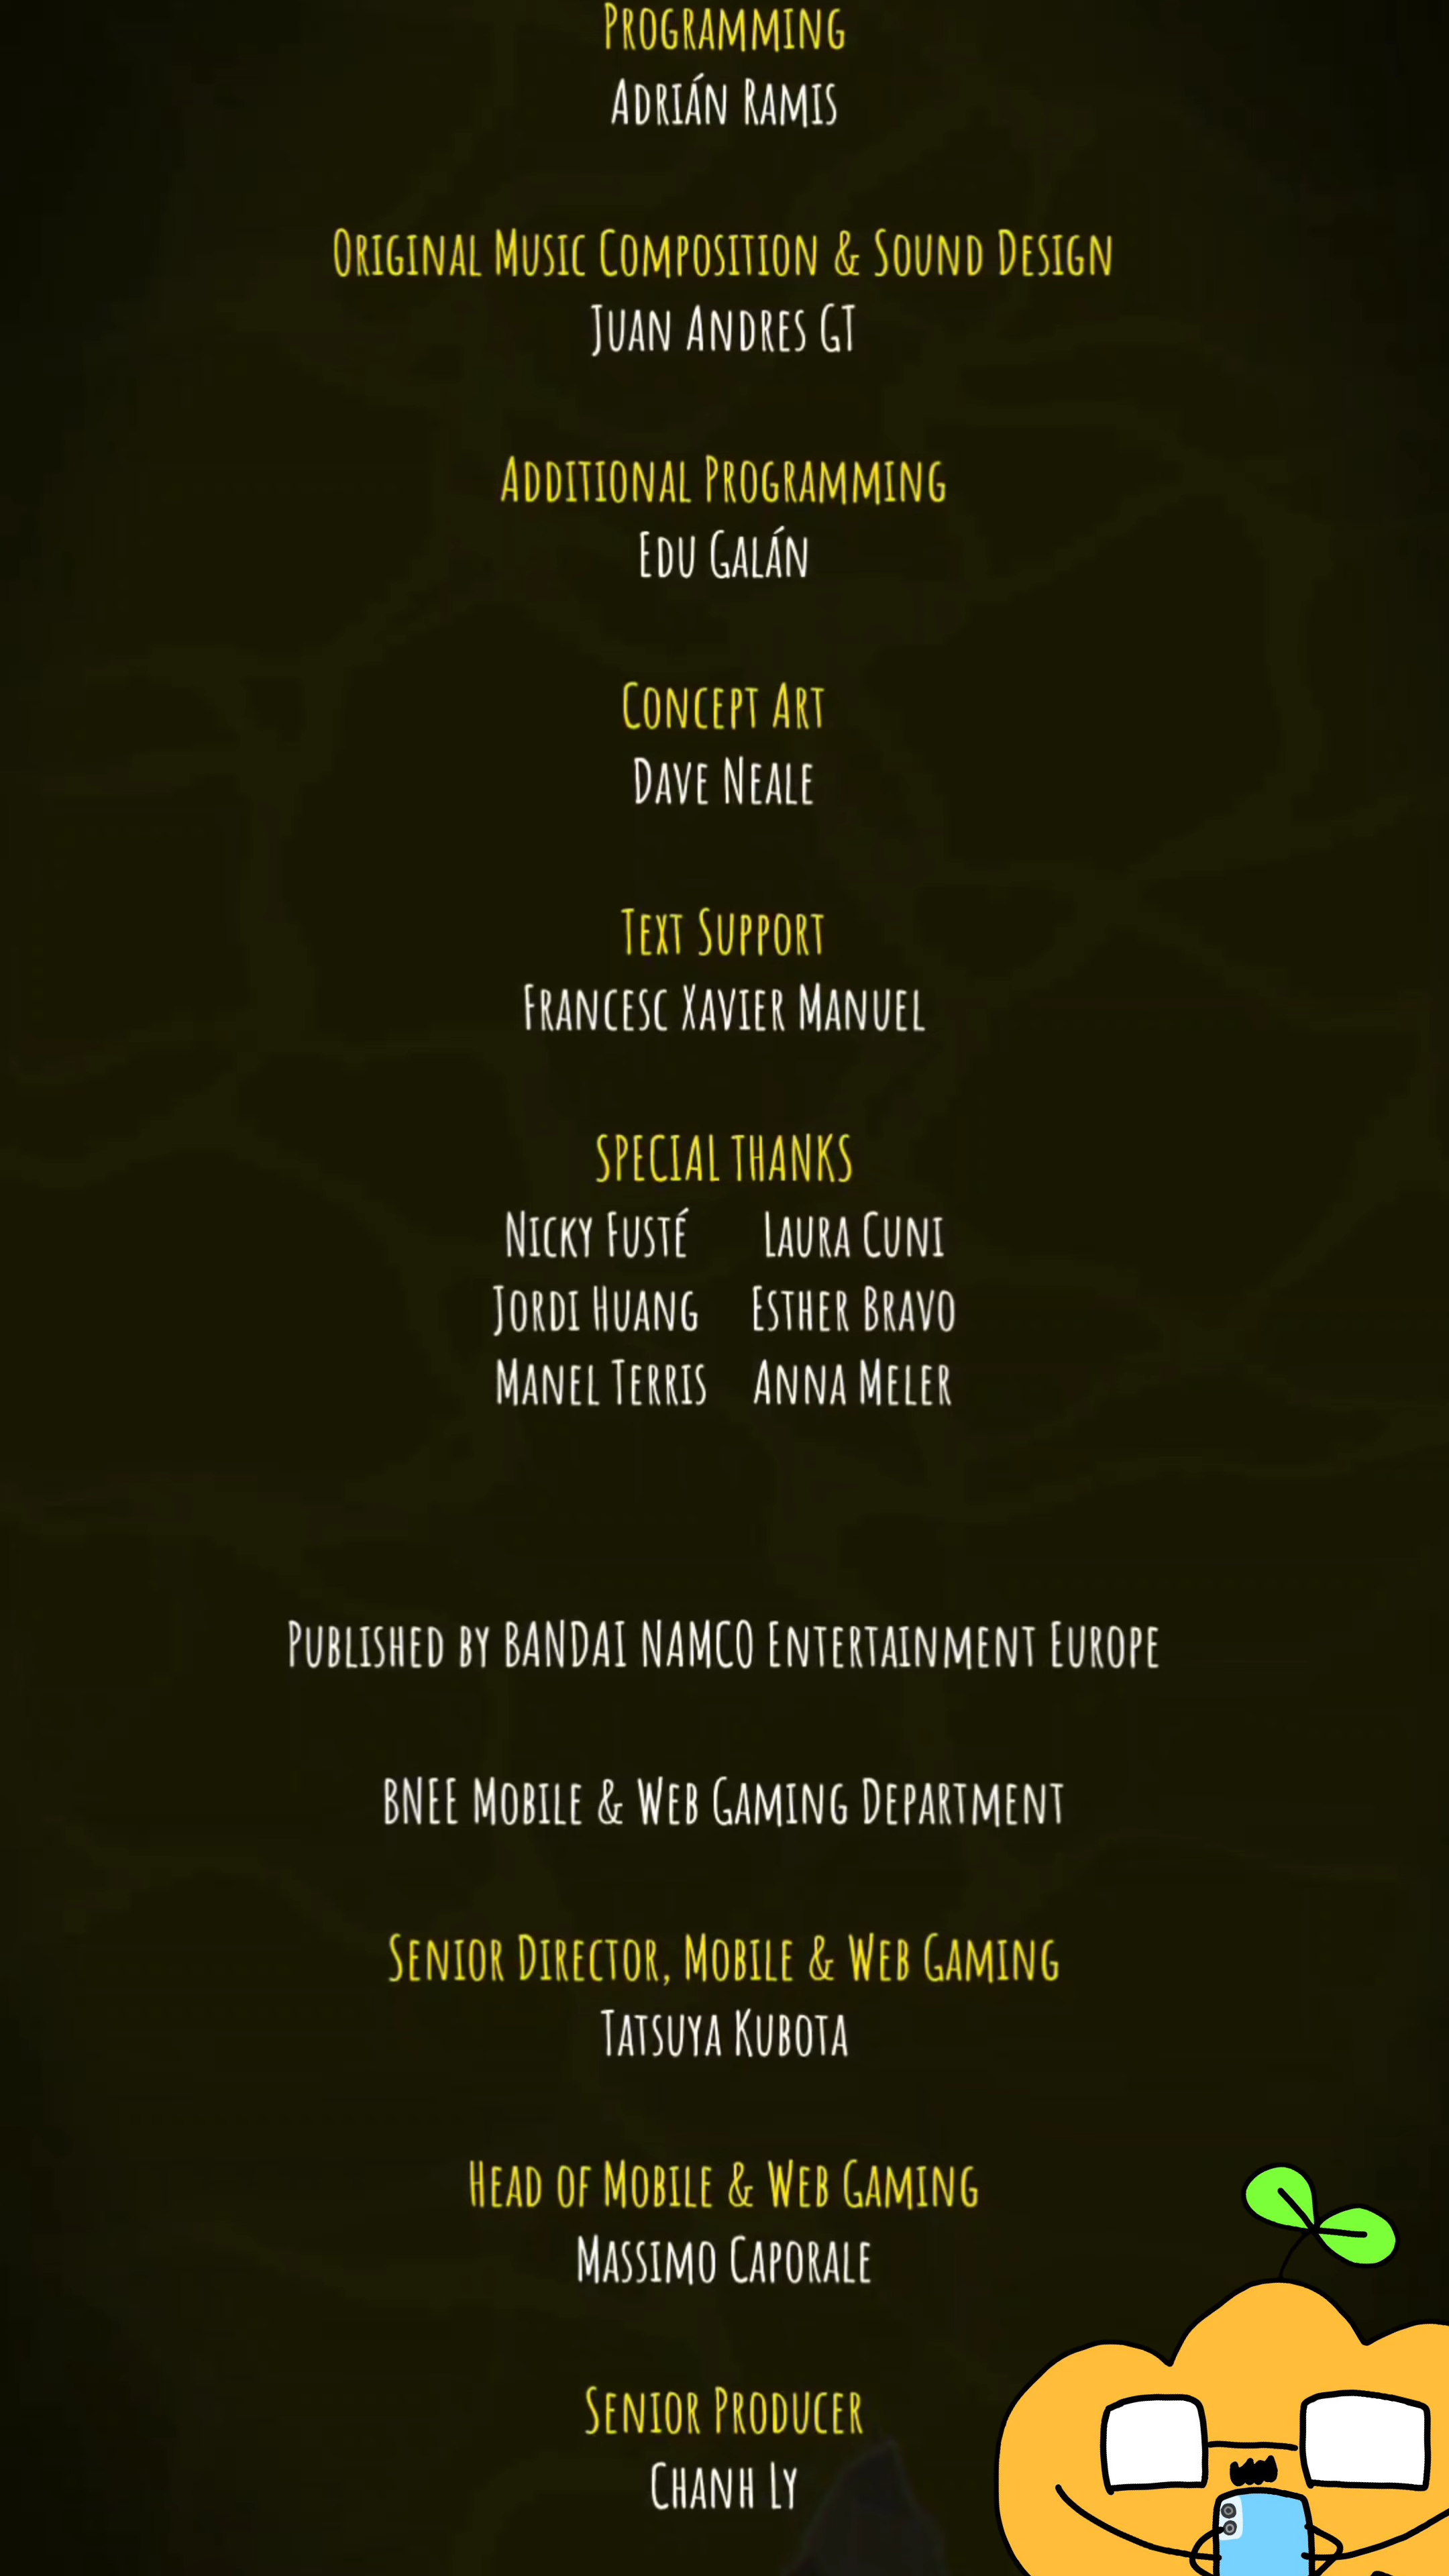 Programming
Adrián Ramis
Original Music Composition & Sound Design
Juan Andres GT
Additional Programming
Edu Galán
Concept Art
Dave Neale
Text Support
Francesc Xavier Manuel
SPECIAL THANKS
Nicky Fusté Laura Cuni
Jordi Huang Esther Bravo
Manel Terris Anna Meler
Published by BANDAI NAMCO Entertainment Europe
BNEE Mobile & Web Gaming Department
Senior Director, Mobile & Web Gaming
Tatsuya Kubota
Head of Mobile & Web Gaming
Massimo Caporale
Senior Producer
Chanh Ly